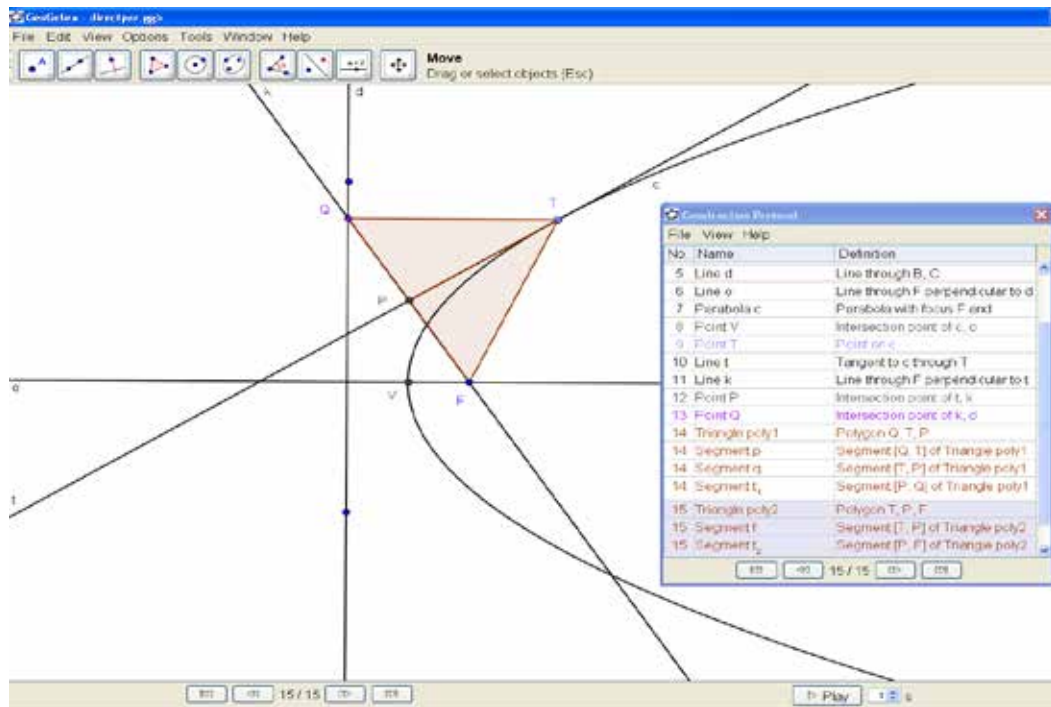 GeoGebra - directpar.ggb
File Edit View Options Tools Window Help
Move
Drag or select objects (Esc)
k
d
Q
T
c
P
o
V
F
t
Construction Protocol
File View Help
No. Name Definition
5 Line d Line through B, C
6 Line o Line through F perpendicular to d
7 Parabola c Parabola with focus F and
8 Point V Intersection point of c, o
9 Point T Point on c
10 Line t Tangent to c through T
11 Line k Line through F perpendicular to t
12 Point P Intersection point of t, k
13 Point Q Intersection point of k, d
14 Triangle poly1 Polygon Q, T, P
14 Segment p Segment [Q, T] of Triangle poly1
14 Segment q Segment [T, P] of Triangle poly1
14 Segment t₁ Segment [P, Q] of Triangle poly1
15 Triangle poly2 Polygon T, P, F
15 Segment f Segment [T, P] of Triangle poly2
15 Segment t₂ Segment [P, F] of Triangle poly2
15 / 15
15 / 15
Play
s